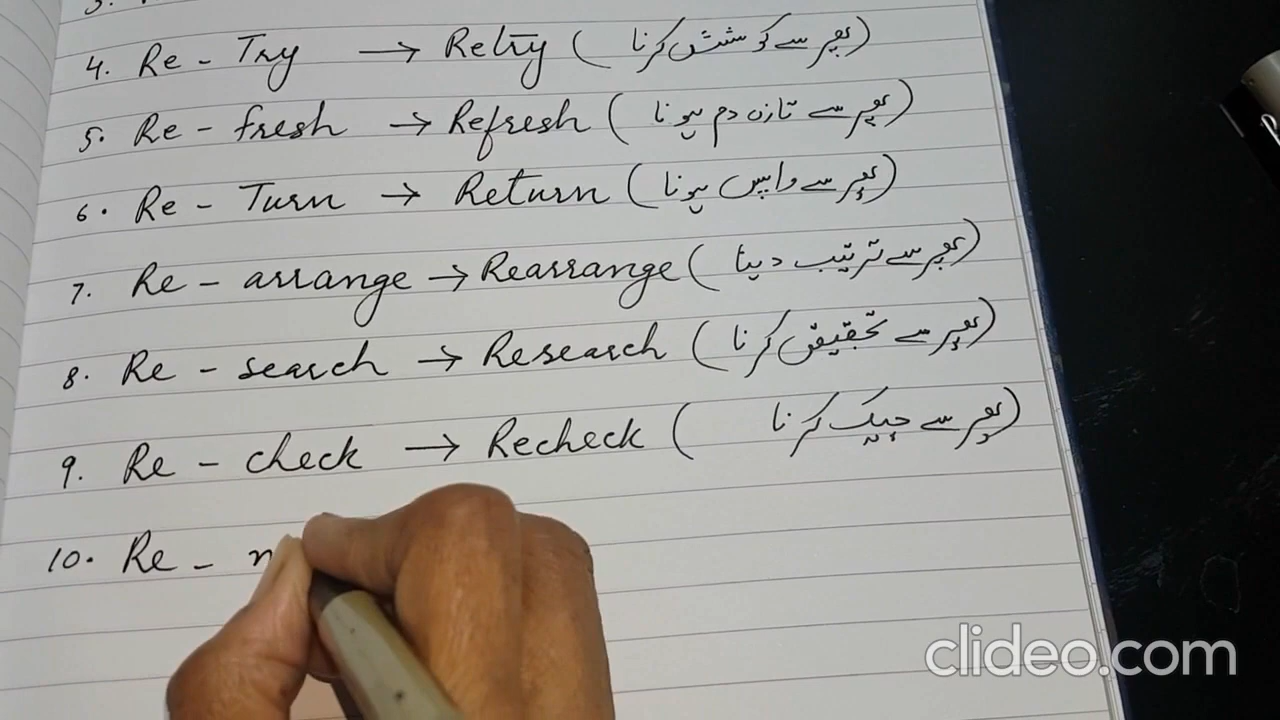 4. Re - Try → Retry ( پھر سے کوشش کرنا )
5. Re - fresh → Refresh ( پھر سے تازہ دم ہونا )
6. Re - Turn → Return ( پھر سے واپس ہونا )
7. Re - arrange → Rearrange ( پھر سے ترتیب دینا )
8. Re - search → Research ( پھر سے تحقیق کرنا )
9. Re - check → Recheck ( پھر سے چیک کرنا )
10. Re -
clideo.com